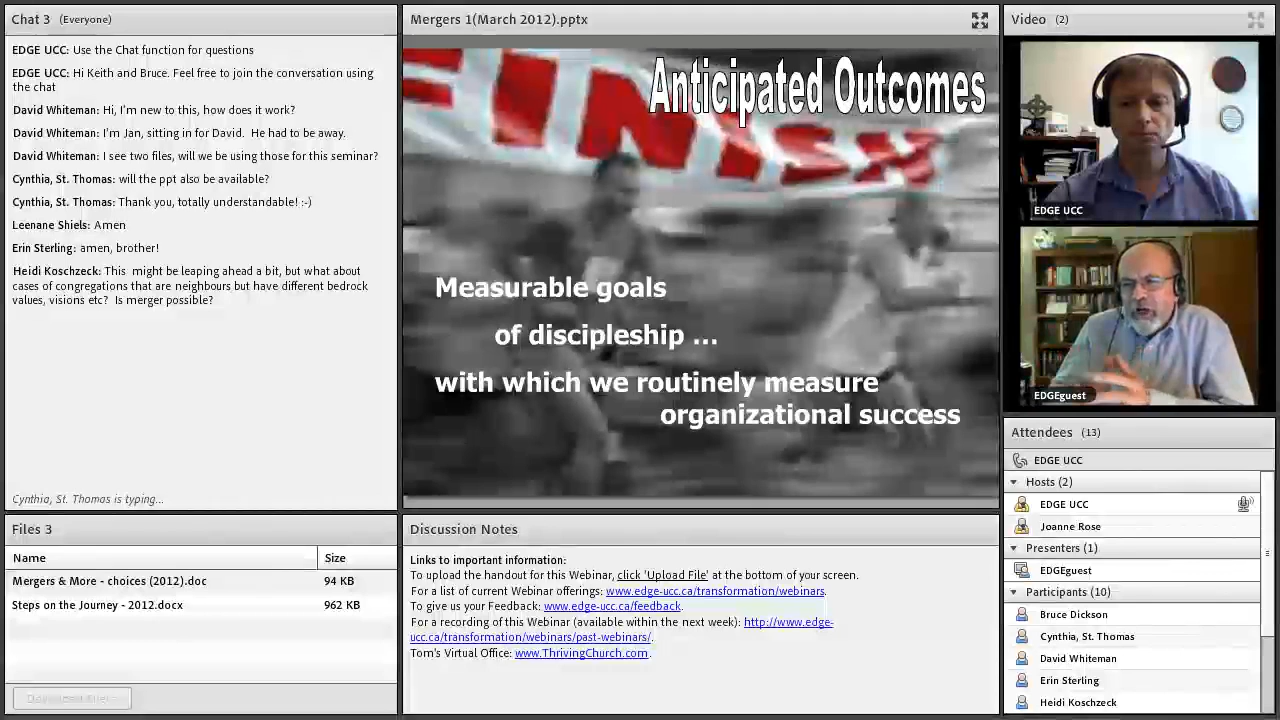 Chat 3 (Everyone)
EDGE UCC: Use the Chat function for questions
EDGE UCC: Hi Keith and Bruce. Feel free to join the conversation using
the chat
David Whiteman: Hi, I'm new to this, how does it work?
David Whiteman: I'm Jan, sitting in for David. He had to be away.
David Whiteman: I see two files, will we be using those for this seminar?
Cynthia, St. Thomas: will the ppt also be available?
Cynthia, St. Thomas: Thank you, totally understandable! :-)
Leenane Shiels: Amen
Erin Sterling: amen, brother!
Heidi Koschzeck: This might be leaping ahead a bit, but what about
cases of congregations that are neighbours but have different bedrock
values, visions etc? Is merger possible?
Cynthia, St. Thomas is typing...
Files 3
Name Size
Mergers & More - choices (2012).doc 94 KB
Steps on the Journey - 2012.docx 962 KB
Mergers 1(March 2012).pptx
FINISH
Anticipated Outcomes
Measurable goals
of discipleship ...
with which we routinely measure
organizational success
Discussion Notes
Links to important information:
To upload the handout for this Webinar, click 'Upload File' at the bottom of your screen.
For a list of current Webinar offerings: www.edge-ucc.ca/transformation/webinars.
To give us your Feedback: www.edge-ucc.ca/feedback.
For a recording of this Webinar (available within the next week): http://www.edge-
ucc.ca/transformation/webinars/past-webinars/.
Tom's Virtual Office: www.ThrivingChurch.com.
Video (2)
EDGE UCC
EDGEguest
Attendees (13)
EDGE UCC
Hosts (2)
EDGE UCC
Joanne Rose
Presenters (1)
EDGEguest
Participants (10)
Bruce Dickson
Cynthia, St. Thomas
David Whiteman
Erin Sterling
Heidi Koschzeck